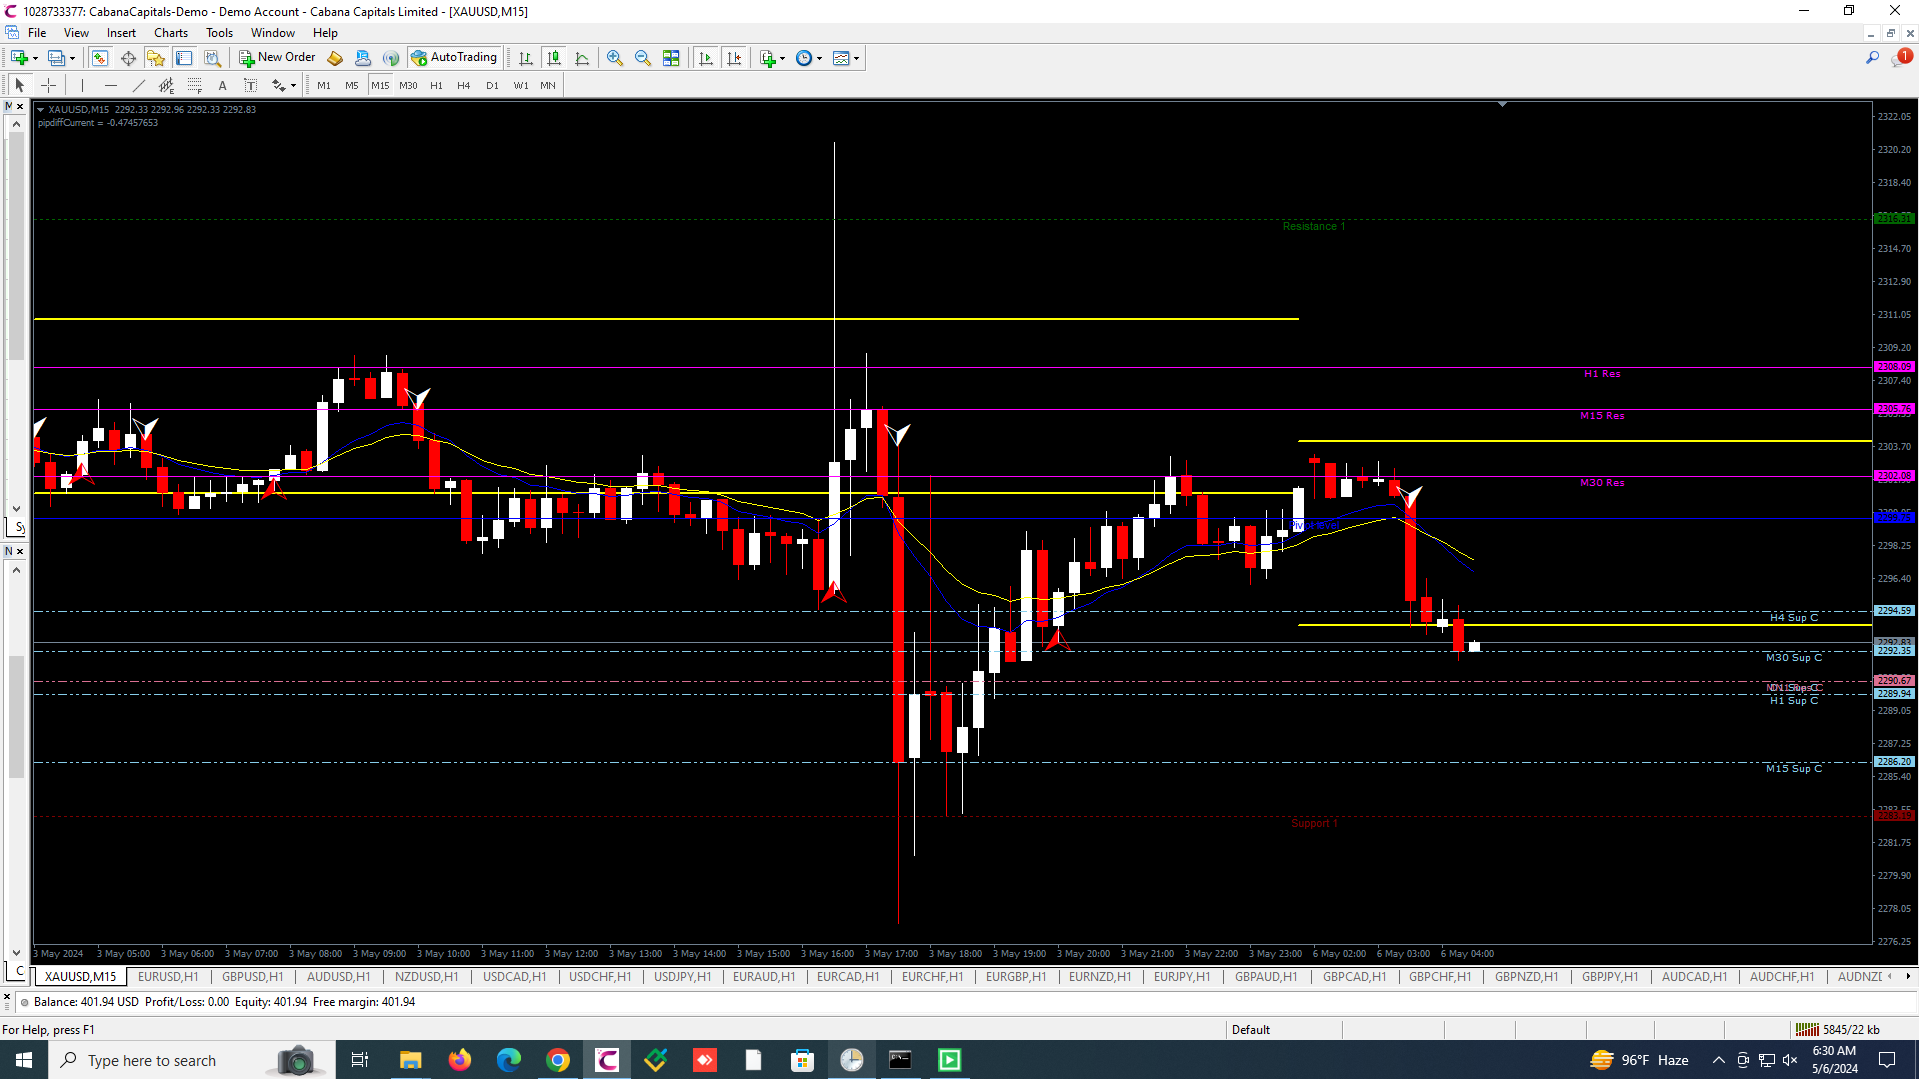 1028733377: CabanaCapitals-Demo - Demo Account - Cabana Capitals Limited - [XAUUSD,M15]
File View Insert Charts Tools Window Help
New Order AutoTrading 1
A T M1 M5 M15 M30 H1 H4 D1 W1 MN
M
XAUUSD,M15 2292.33 2292.96 2292.33 2292.83
pipdiffCurrent = -0.47457653
2322.05
2320.20
2318.40
2316.31
Resistance 1
2314.70
2312.90
2311.05
2309.20
2308.09
H1 Res
2307.40
2305.76
M15 Res
2303.70
2302.08
M30 Res
Pivot level
2298.25
2296.40
2294.59
H4 Sup C
2292.83
2292.35
M30 Sup C
2290.67
2289.94
H1 Sup C
2289.05
2287.25
2286.20
M15 Sup C
2285.40
Support 1
2281.75
2279.90
2278.05
2276.25
Sy
N
C
3 May 2024 3 May 05:00 3 May 06:00 3 May 07:00 3 May 08:00 3 May 09:00 3 May 10:00 3 May 11:00 3 May 12:00 3 May 13:00 3 May 14:00 3 May 15:00 3 May 16:00 3 May 17:00 3 May 18:00 3 May 19:00 3 May 20:00 3 May 21:00 3 May 22:00 3 May 23:00 6 May 02:00 6 May 03:00 6 May 04:00
XAUUSD,M15 EURUSD,H1 GBPUSD,H1 AUDUSD,H1 NZDUSD,H1 USDCAD,H1 USDCHF,H1 USDJPY,H1 EURAUD,H1 EURCAD,H1 EURCHF,H1 EURGBP,H1 EURNZD,H1 EURJPY,H1 GBPAUD,H1 GBPCAD,H1 GBPCHF,H1 GBPNZD,H1 GBPJPY,H1 AUDCAD,H1 AUDCHF,H1 AUDNZD
Balance: 401.94 USD Profit/Loss: 0.00 Equity: 401.94 Free margin: 401.94
For Help, press F1 Default 5845/22 kb
Type here to search 96°F Haze 6:30 AM
5/6/2024